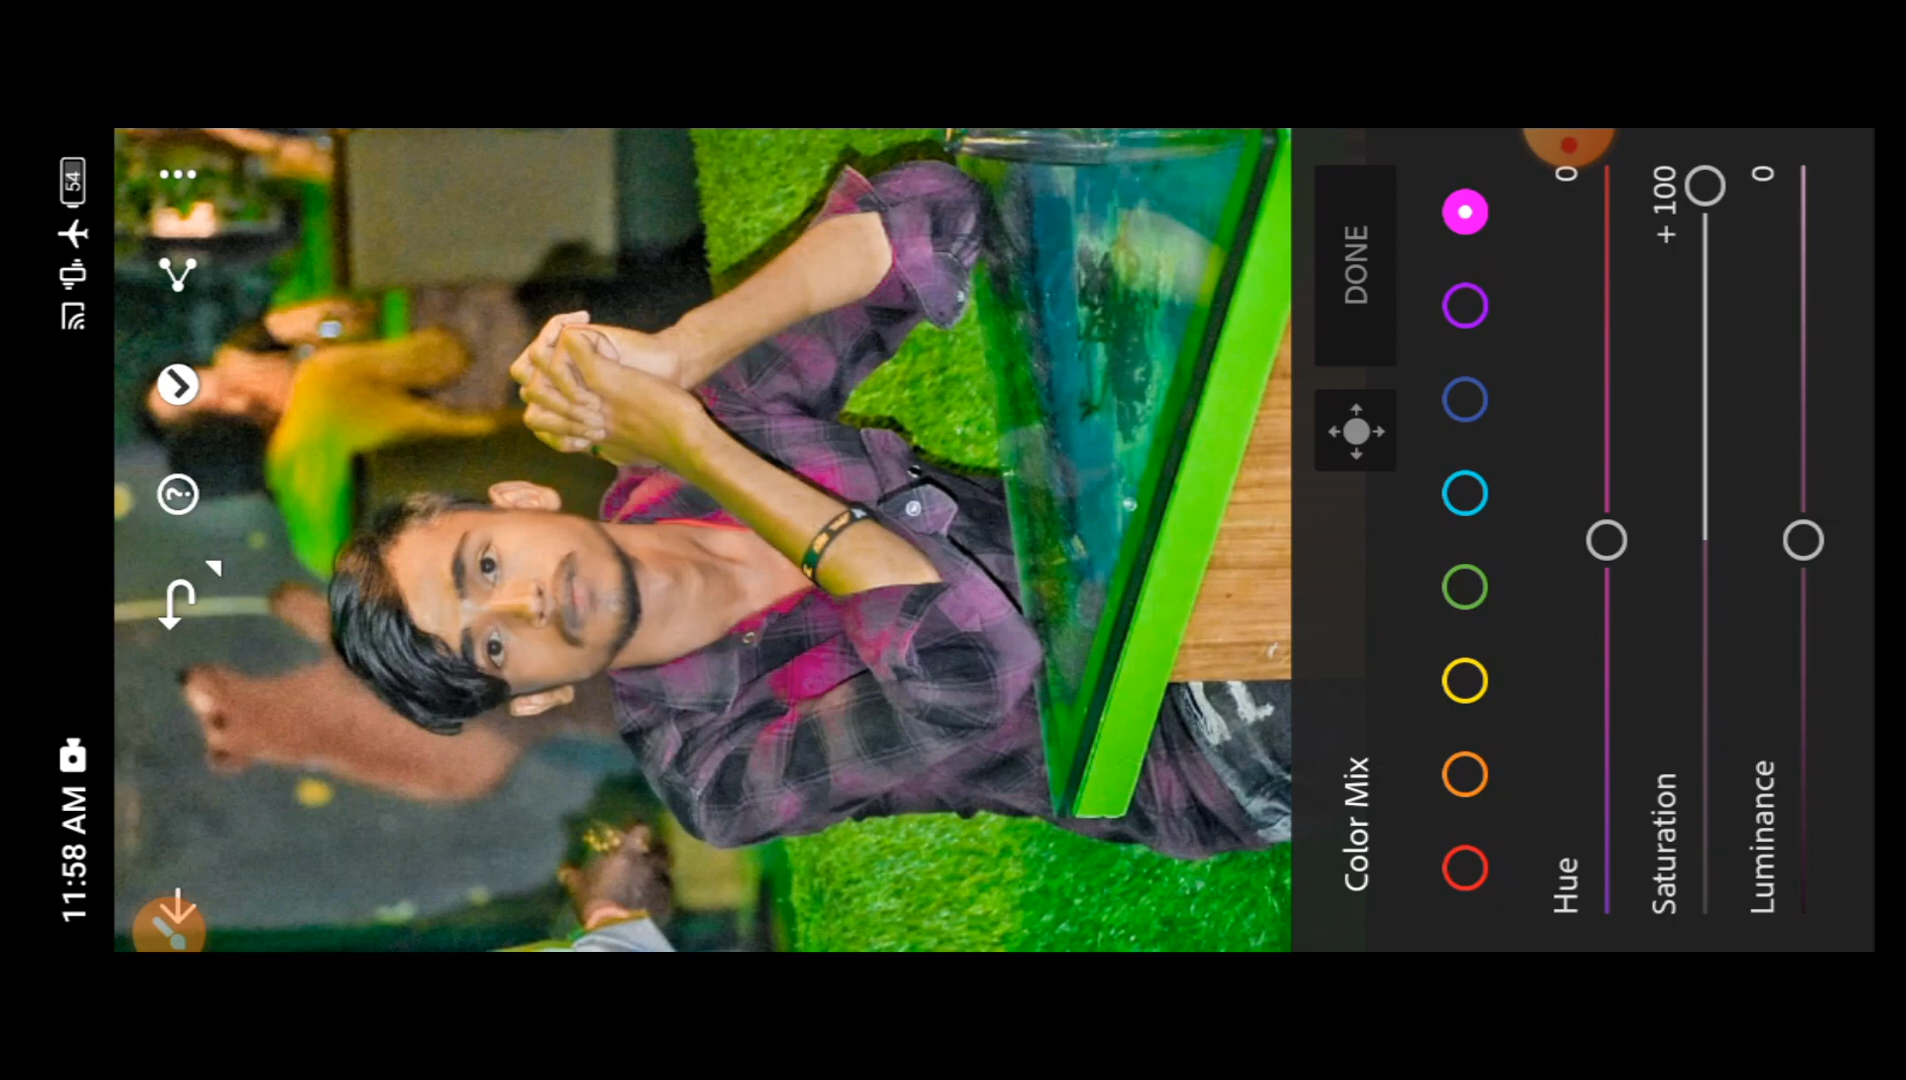 11:58 AM
54
Color Mix
DONE
Hue 0
Saturation + 100
Luminance 0